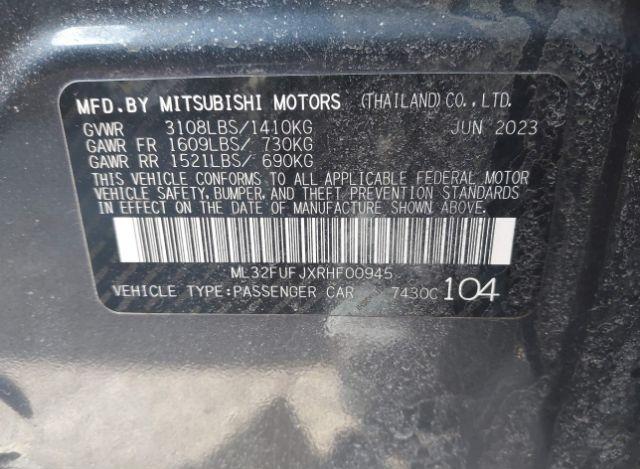 MFD.BY MITSUBISHI MOTORS (THAILAND) CO., LTD.
GVWR 3108LBS/1410KG JUN 2023
GAWR FR 1609LBS/ 730KG
GAWR RR 1521LBS/ 690KG
THIS VEHICLE CONFORMS TO ALL APPLICABLE FEDERAL MOTOR
VEHICLE SAFETY, BUMPER, AND THEFT PREVENTION STANDARDS
IN EFFECT ON THE DATE OF MANUFACTURE SHOWN ABOVE.
ML32FUFJXRHF00945
VEHICLE TYPE:PASSENGER CAR 7430C 104